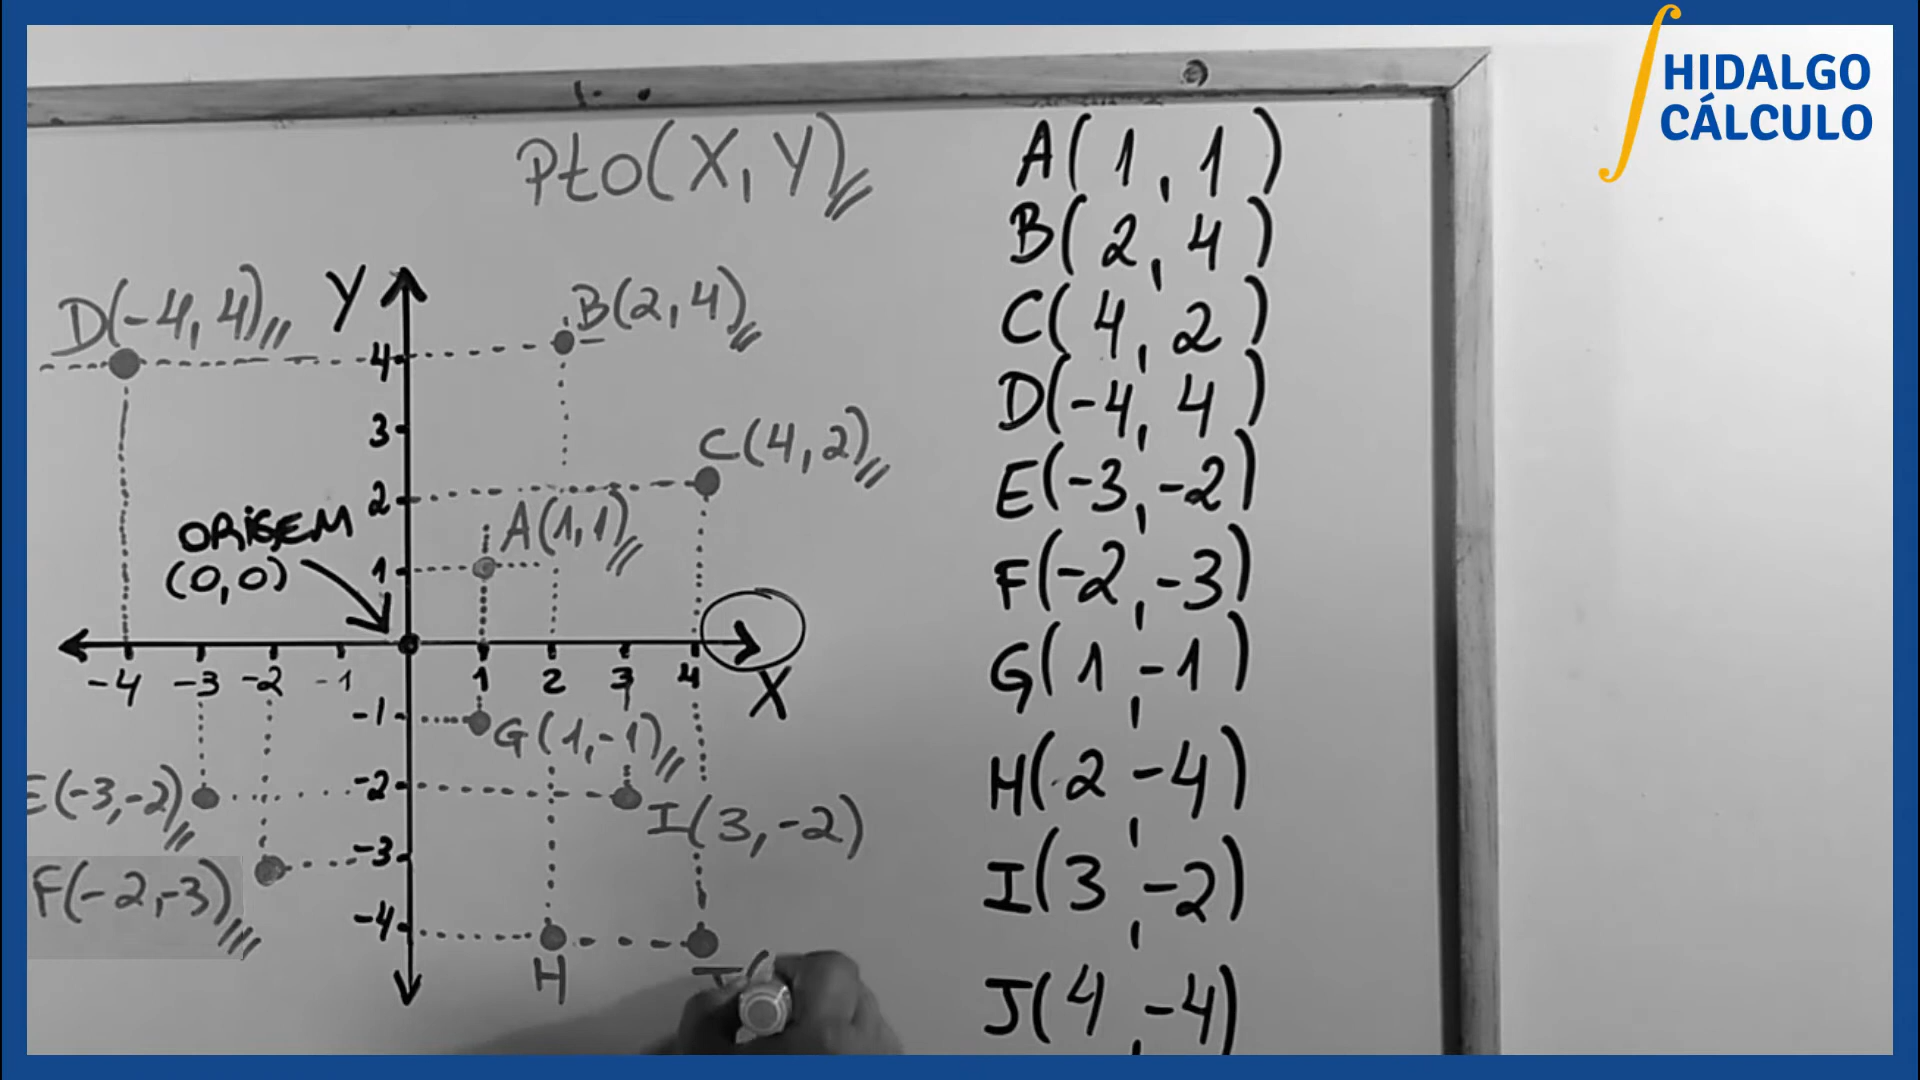 HIDALGO
CÁLCULO
Pto(X,Y)
A(1,1)
B(2,4)
C(4,2)
D(-4,4)
E(-3,-2)
F(-2,-3)
G(1,-1)
H(2,-4)
I(3,-2)
J(4,-4)
D(-4,4)
Y
B(2,4)
4
3
C(4,2)
2
A(1,1)
ORIGEM
(0,0)
1
-4 -3 -2 -1 1 2 3 4 X
-1
G(1,-1)
-2
E(-3,-2)
I(3,-2)
-3
F(-2,-3)
-4
H